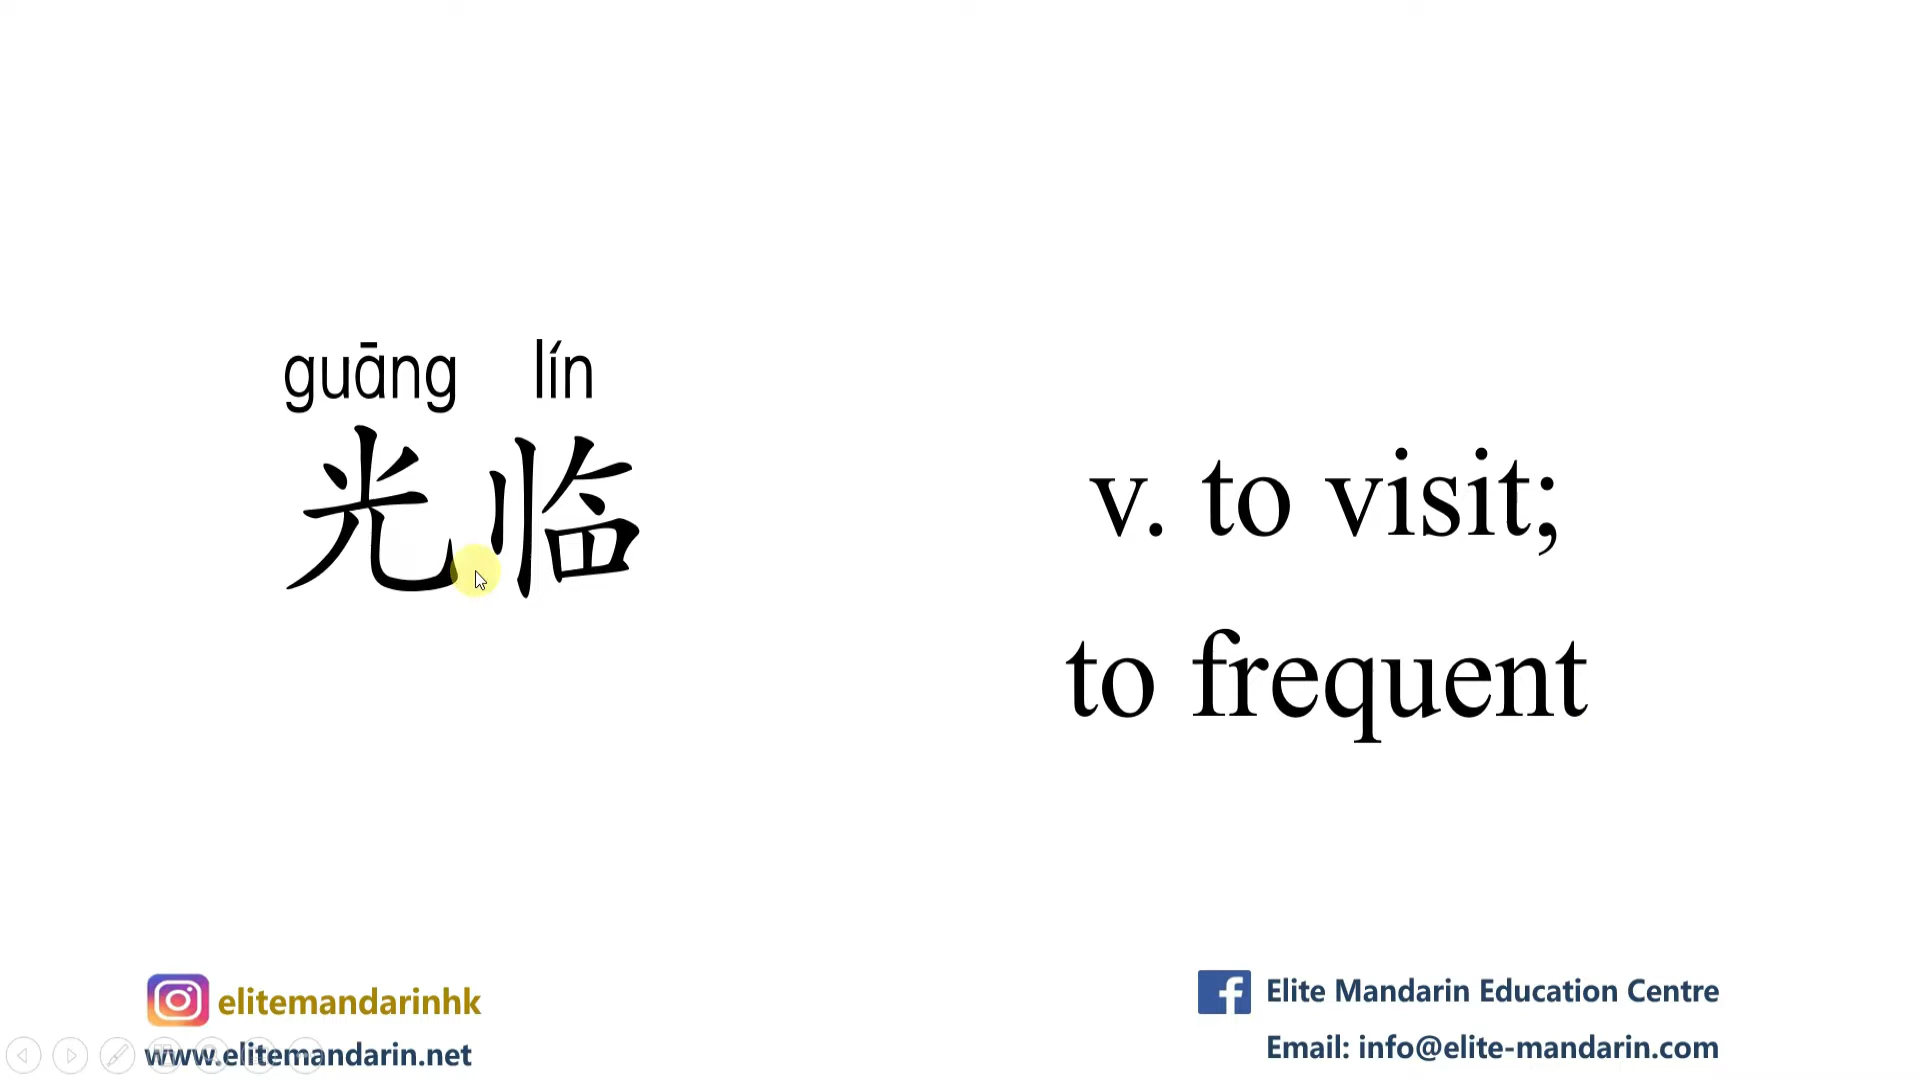 guāng lín
光临
v. to visit;
to frequent
elitemandarinhk
www.elitemandarin.net
Elite Mandarin Education Centre
Email: info@elite-mandarin.com